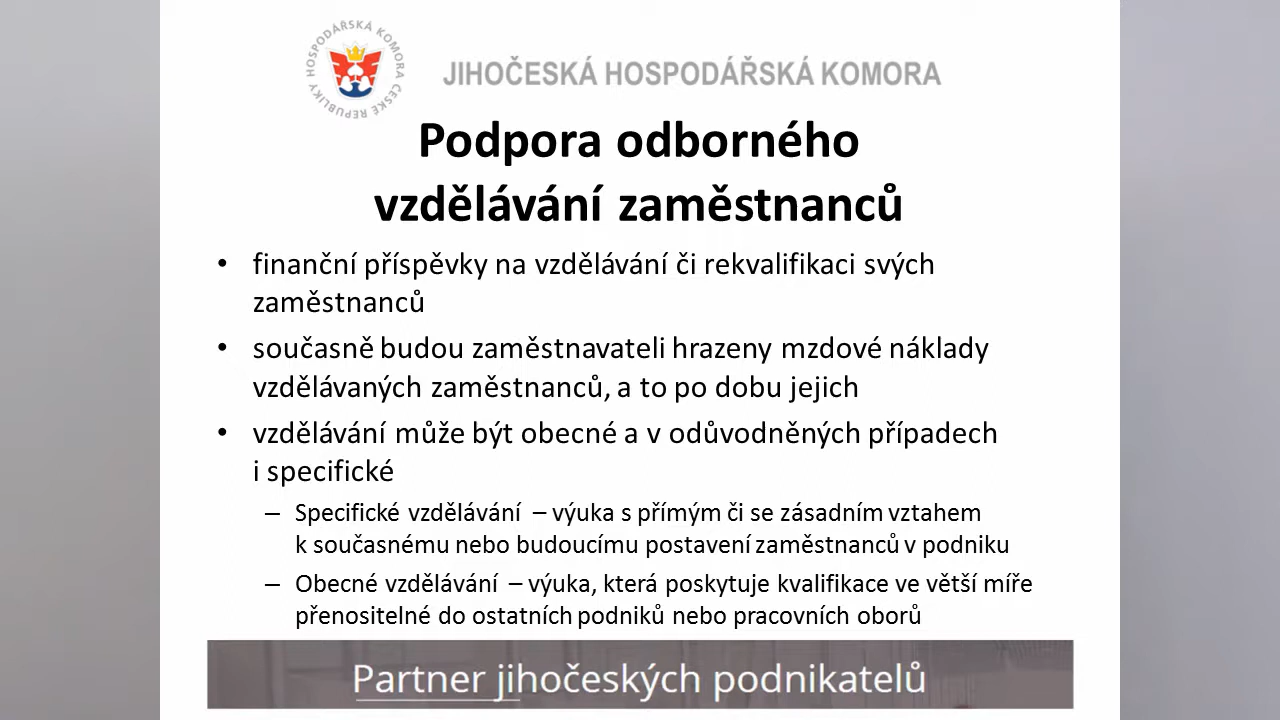 HOSPODÁŘSKÁ KOMORA ČESKÉ REPUBLIKY
JIHOČESKÁ HOSPODÁŘSKÁ KOMORA
Podpora odborného
vzdělávání zaměstnanců
• finanční příspěvky na vzdělávání či rekvalifikaci svých
zaměstnanců
• současně budou zaměstnavateli hrazeny mzdové náklady
vzdělávaných zaměstnanců, a to po dobu jejich
• vzdělávání může být obecné a v odůvodněných případech
i specifické
– Specifické vzdělávání – výuka s přímým či se zásadním vztahem
k současnému nebo budoucímu postavení zaměstnanců v podniku
– Obecné vzdělávání – výuka, která poskytuje kvalifikace ve větší míře
přenositelné do ostatních podniků nebo pracovních oborů
Partner jihočeských podnikatelů